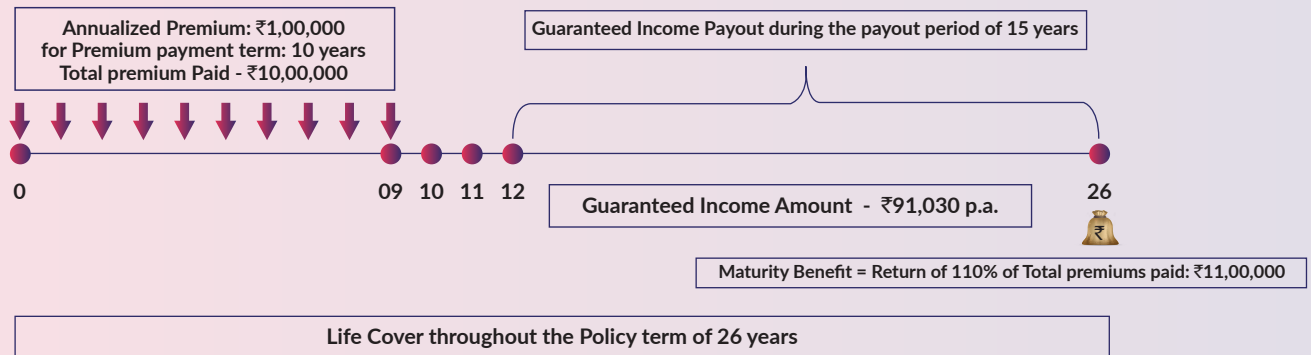 Annualized Premium: ₹1,00,000
for Premium payment term: 10 years
Total premium Paid - ₹10,00,000
Guaranteed Income Payout during the payout period of 15 years
0
09
10
11
12
26
Guaranteed Income Amount - ₹91,030 p.a.
₹
Maturity Benefit = Return of 110% of Total premiums paid: ₹11,00,000
Life Cover throughout the Policy term of 26 years